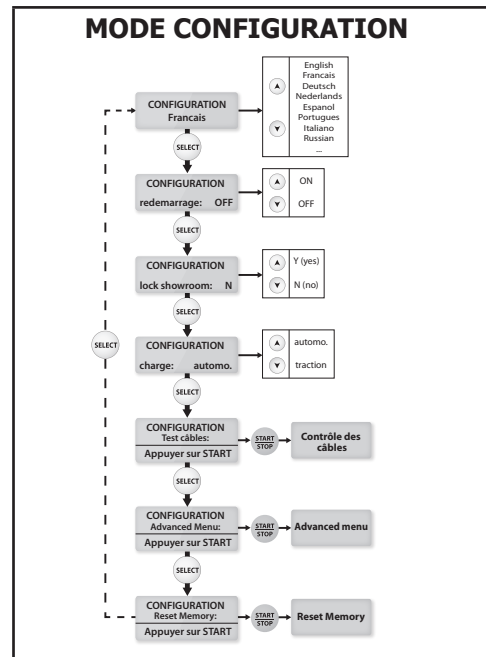 MODE CONFIGURATION
CONFIGURATION
Francais
English
Francais
Deutsch
Nederlands
Espanol
Portugues
Italiano
Russian
...
SELECT
CONFIGURATION
redemarrage: OFF
ON
OFF
SELECT
CONFIGURATION
lock showroom: N
Y (yes)
N (no)
SELECT
SELECT
CONFIGURATION
charge: automo.
automo.
traction
SELECT
CONFIGURATION
Test câbles:
Appuyer sur START
START
STOP
Contrôle des
câbles
SELECT
CONFIGURATION
Advanced Menu:
Appuyer sur START
START
STOP
Advanced menu
SELECT
CONFIGURATION
Reset Memory:
Appuyer sur START
START
STOP
Reset Memory